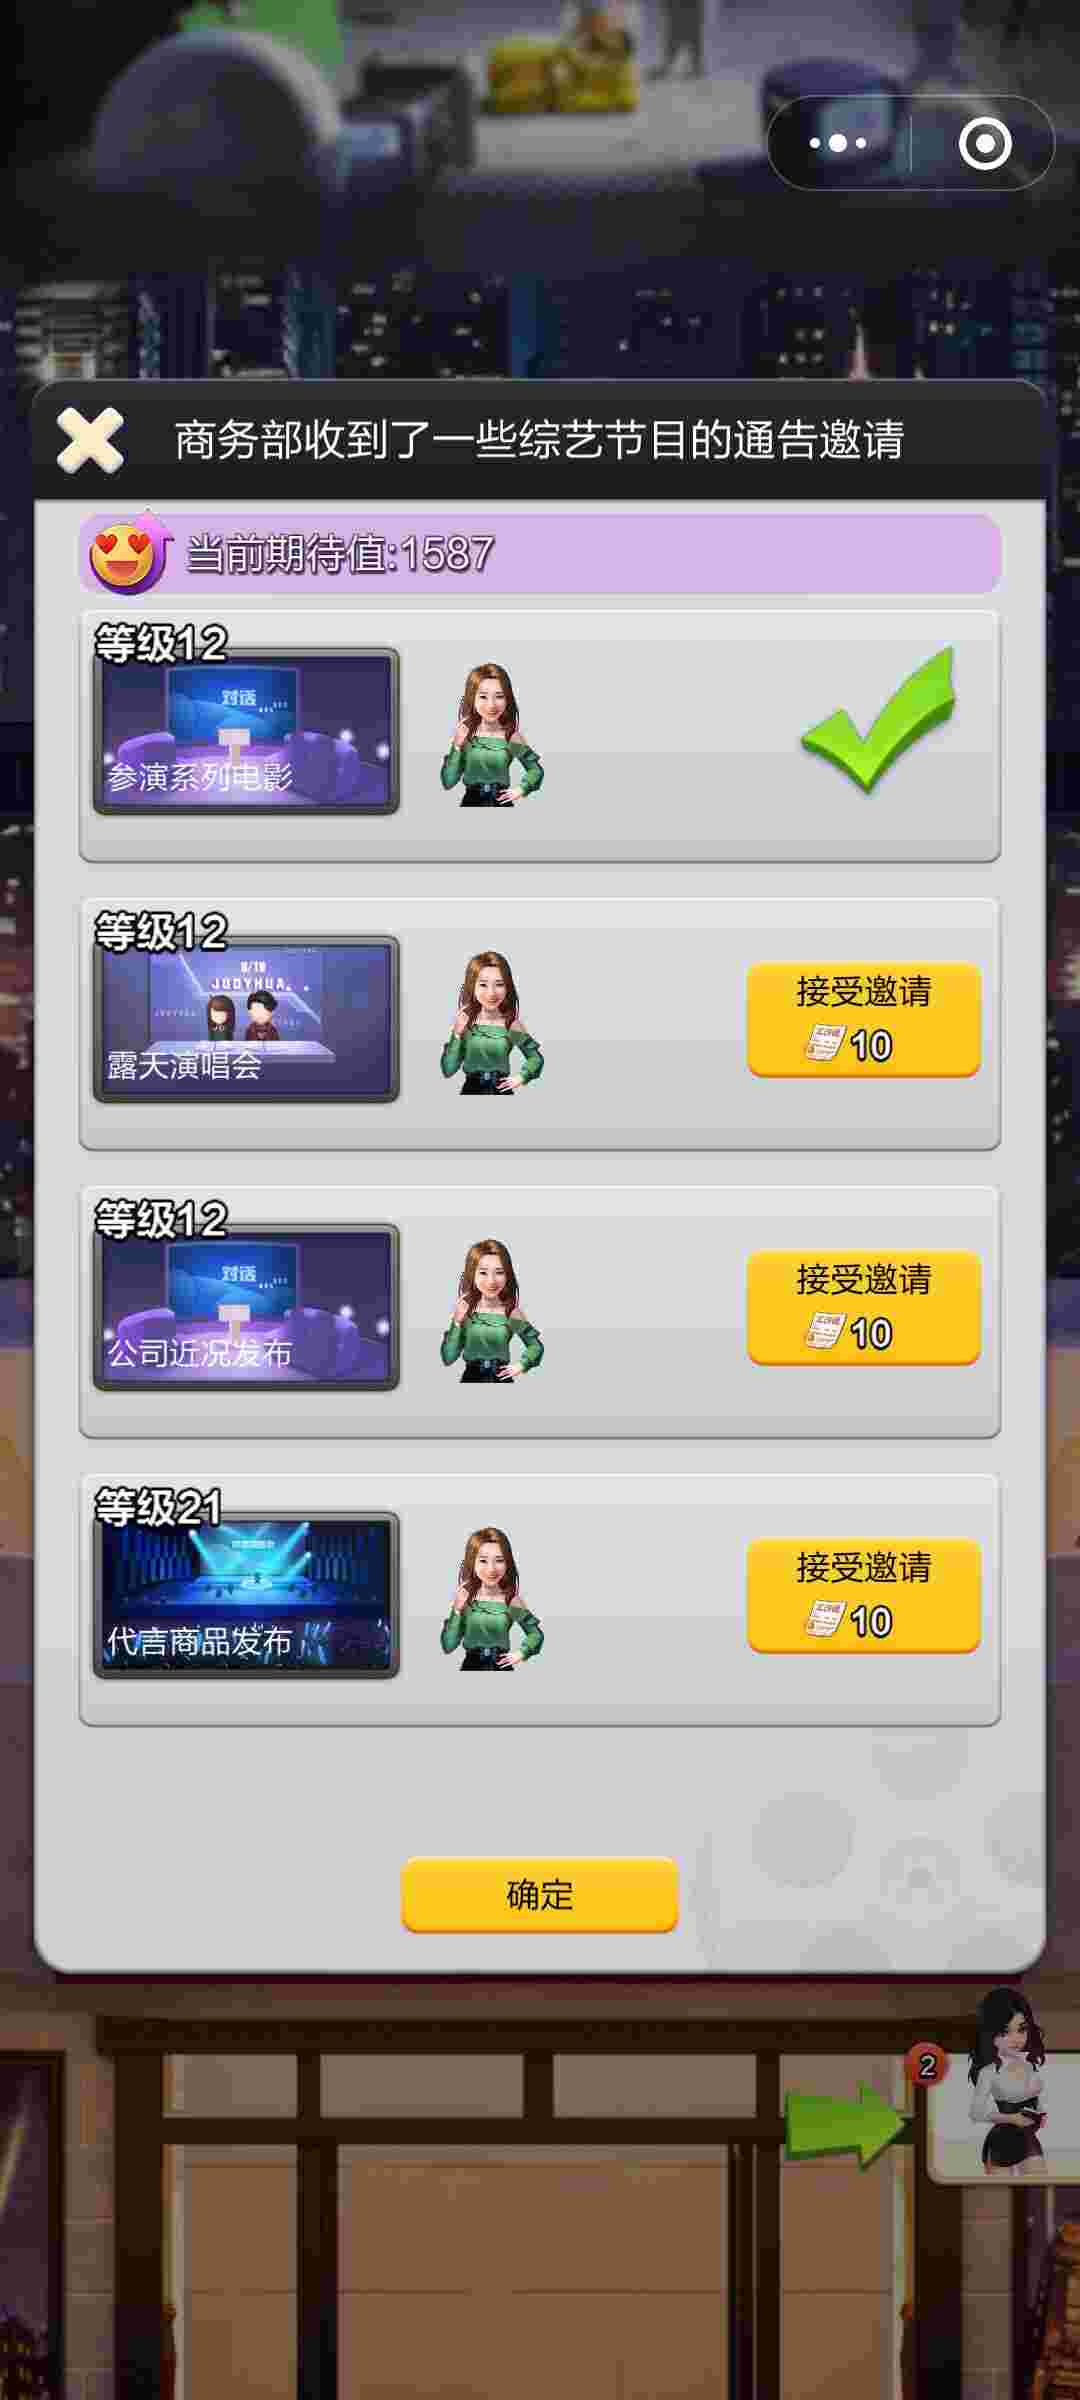 商务部收到了一些综艺节目的通告邀请
当前期待值:1587
等级12
对话
参演系列电影
等级12
JUDYHUA
露天演唱会
接受邀请
10
等级12
对话
公司近况发布
接受邀请
10
等级21
代言商品发布
接受邀请
10
确定
2